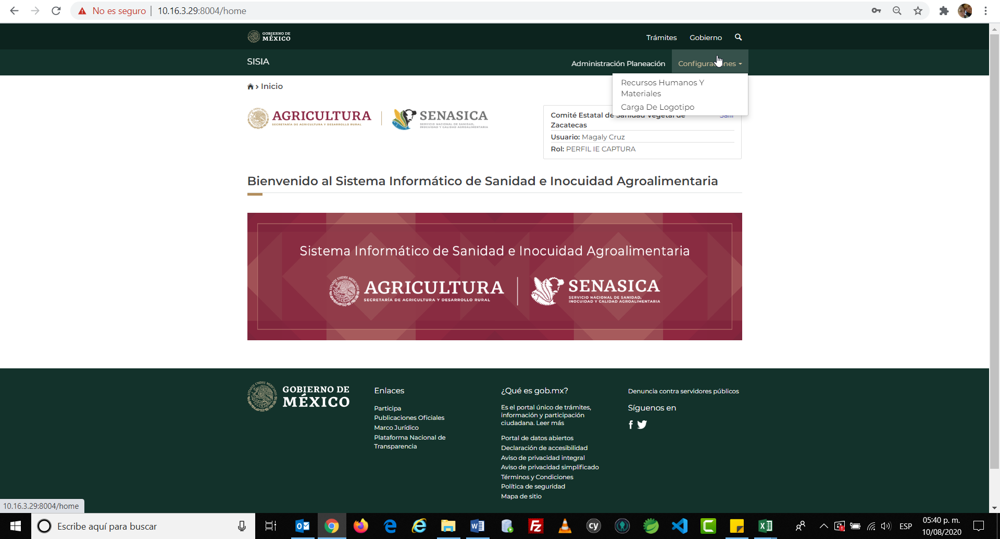 No es seguro | 10.16.3.29:8004/home
GOBIERNO DE
MÉXICO
Trámites Gobierno
SISIA
Administración Planeación
Recursos Humanos Y
Materiales
Carga De Logotipo
Inicio
AGRICULTURA
SECRETARÍA DE AGRICULTURA Y DESARROLLO RURAL
SENASICA
SERVICIO NACIONAL DE SANIDAD,
INOCUIDAD Y CALIDAD AGROALIMENTARIA
Comité Estatal de Sanidad Vegetal de
Zacatecas
Salir
Usuario: Magaly Cruz
Rol: PERFIL IE CAPTURA
Bienvenido al Sistema Informático de Sanidad e Inocuidad Agroalimentaria
Sistema Informático de Sanidad e Inocuidad Agroalimentaria
AGRICULTURA
SECRETARÍA DE AGRICULTURA Y DESARROLLO RURAL
SENASICA
SERVICIO NACIONAL DE SANIDAD,
INOCUIDAD Y CALIDAD AGROALIMENTARIA
GOBIERNO DE
MÉXICO
Enlaces
Participa
Publicaciones Oficiales
Marco Jurídico
Plataforma Nacional de
Transparencia
¿Qué es gob.mx?
Es el portal único de trámites,
información y participación
ciudadana. Leer más
Portal de datos abiertos
Declaración de accesibilidad
Aviso de privacidad integral
Aviso de privacidad simplificado
Términos y Condiciones
Política de seguridad
Mapa de sitio
Denuncia contra servidores públicos
Síguenos en
10.16.3.29:8004/home
Escribe aquí para buscar
cy
ESP
05:40 p. m.
10/08/2020